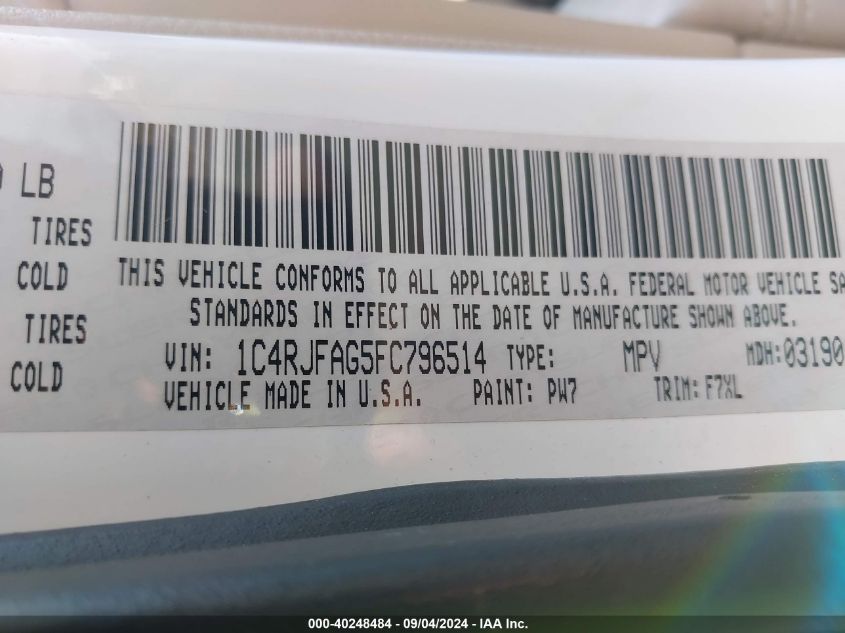 LB
TIRES
COLD THIS VEHICLE CONFORMS TO ALL APPLICABLE U.S.A. FEDERAL MOTOR VEHICLE SA
STANDARDS IN EFFECT ON THE DATE OF MANUFACTURE SHOWN ABOVE.
TIRES
VIN: 1C4RJFAG5FC796514 TYPE: MPV MDH:03190
COLD
VEHICLE MADE IN U.S.A. PAINT: PW7 TRIM: F7XL
000-40248484 - 09/04/2024 - IAA Inc.